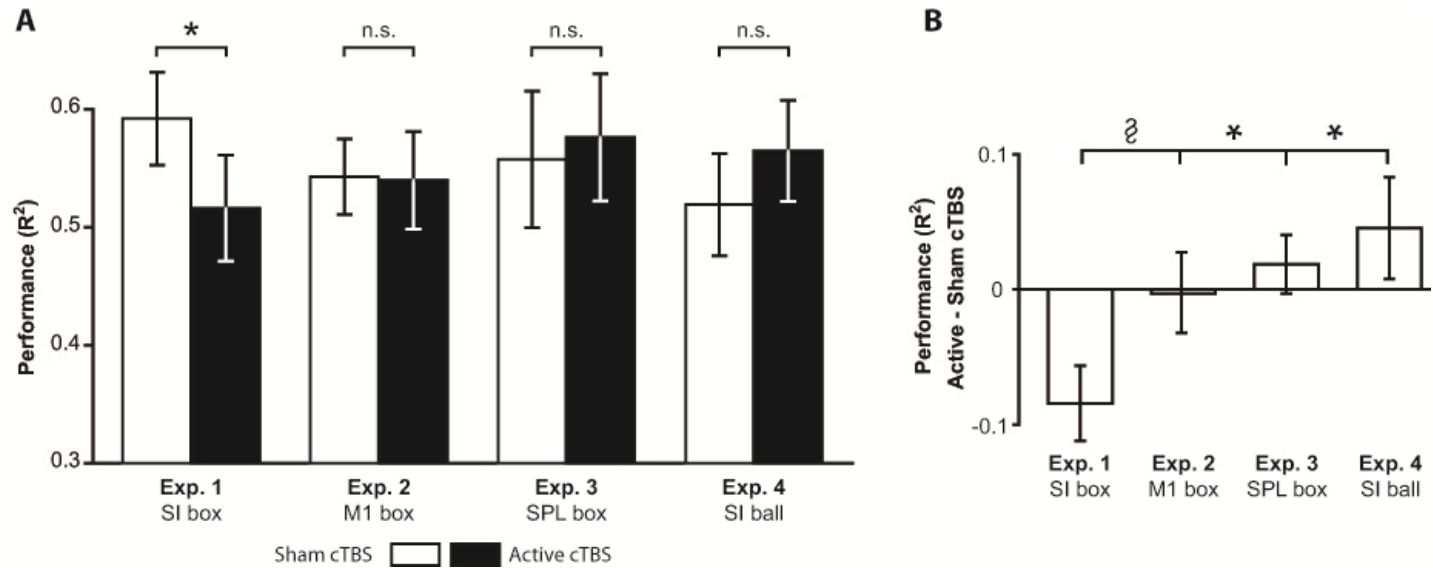 A
*
n.s.
n.s.
n.s.
0.6
0.5
0.4
0.3
Performance (R²)
Exp. 1
SI box
Exp. 2
M1 box
Exp. 3
SPL box
Exp. 4
SI ball
Sham cTBS
Active cTBS
B
§
*
*
0.1
0
-0.1
Performance (R²)
Active - Sham cTBS
Exp. 1
SI box
Exp. 2
M1 box
Exp. 3
SPL box
Exp. 4
SI ball